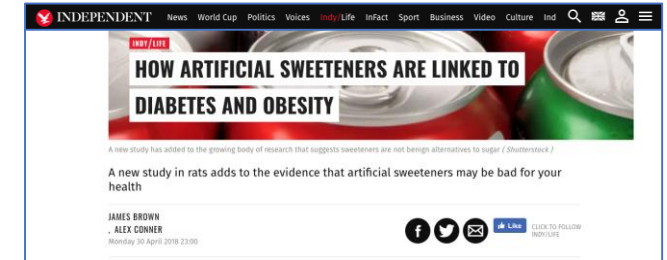 INDEPENDENT News World Cup Politics Voices Indy/Life InFact Sport Business Video Culture Ind
INDY/LIFE
HOW ARTIFICIAL SWEETENERS ARE LINKED TO
DIABETES AND OBESITY
A new study has added to the growing body of research that suggests sweeteners are not benign alternatives to sugar ( Shutterstock )
A new study in rats adds to the evidence that artificial sweeteners may be bad for your
health
JAMES BROWN
, ALEX CONNER
Monday 30 April 2018 23:00
f Like CLICK TO FOLLOW
INDY/LIFE